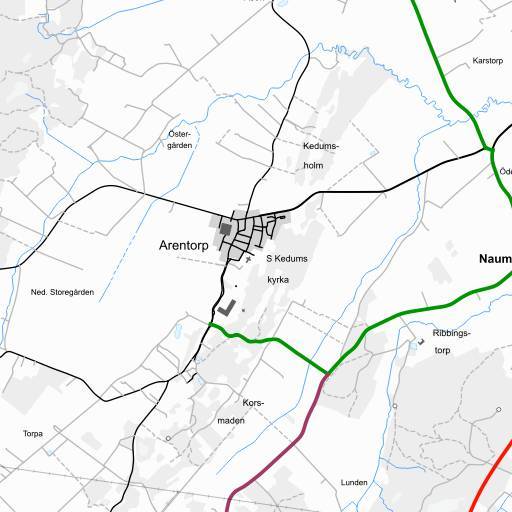 Karstorp
Öster-
gården
Kedums-
holm
Öde
Arentorp
S Kedums
kyrka
Naum
Ned. Storegården
Ribbings-
torp
Kors-
maden
Torpa
Lunden